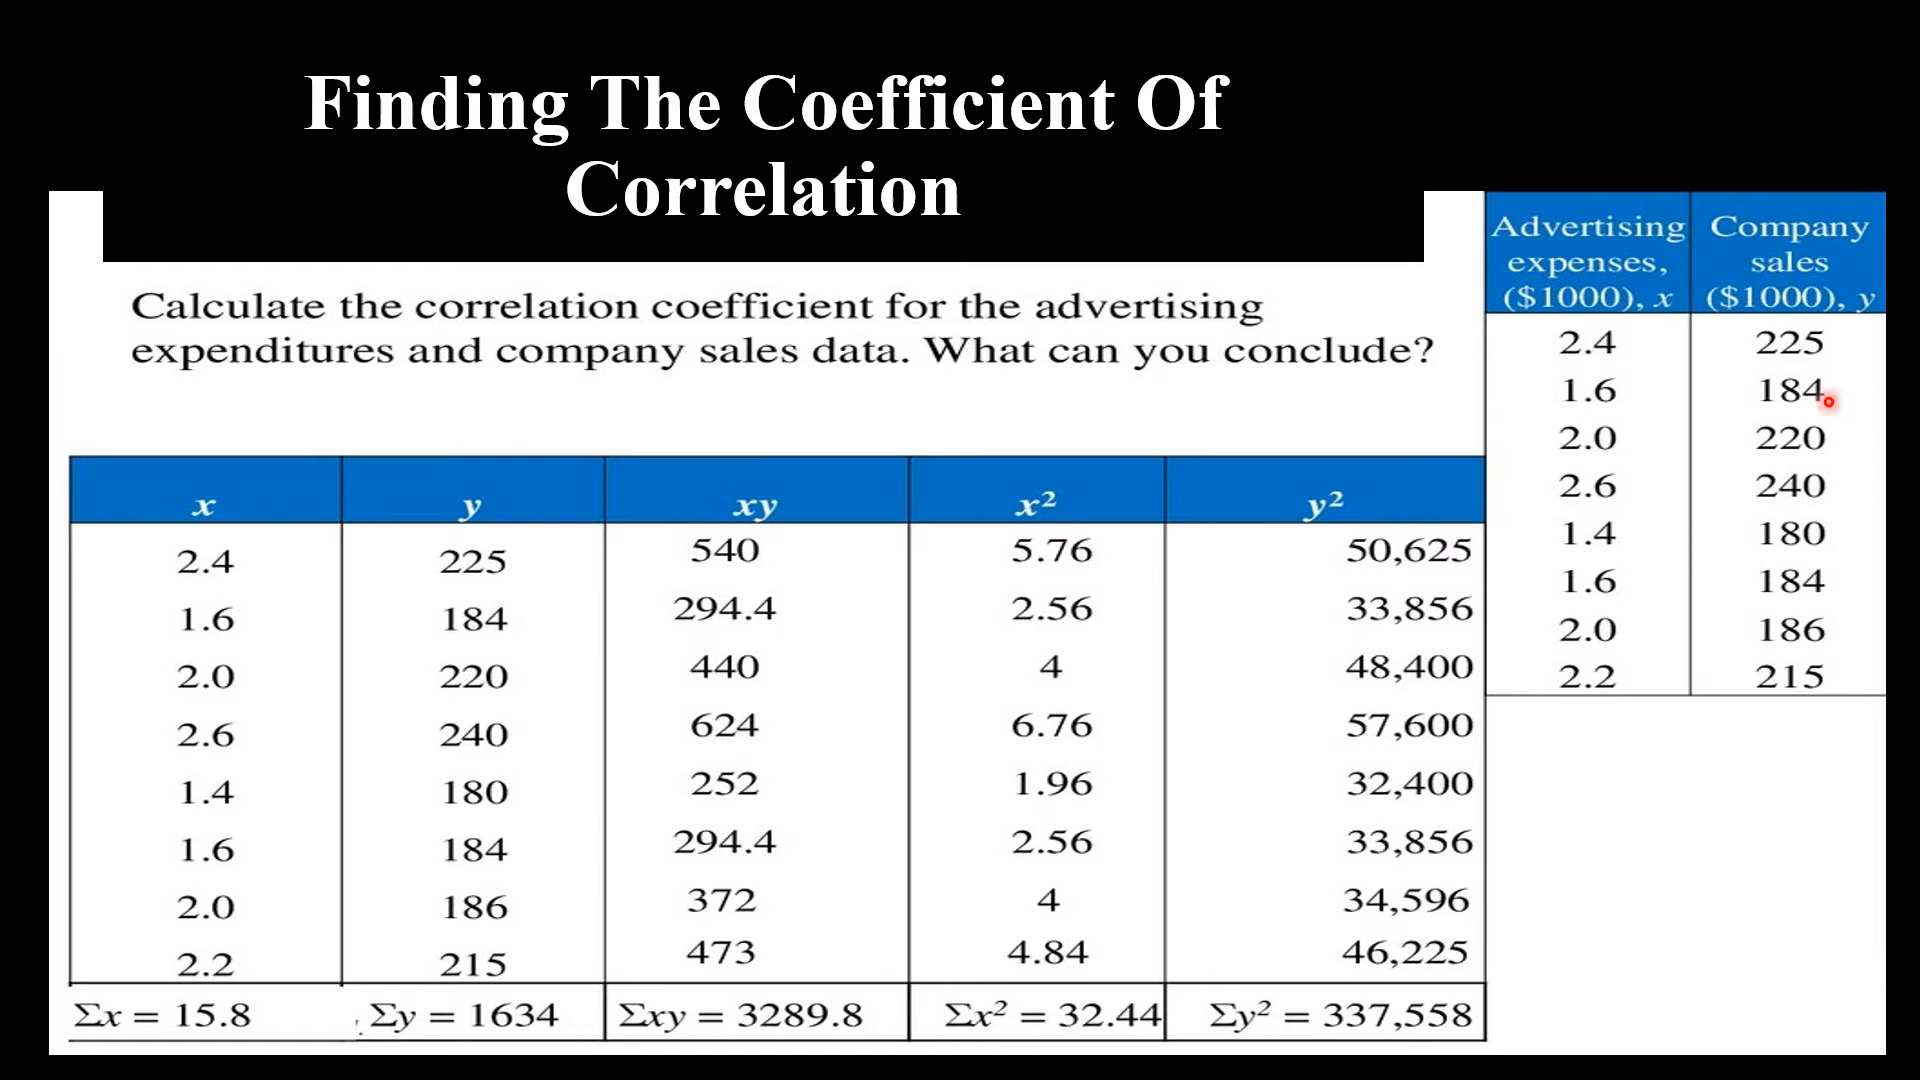 Finding The Coefficient Of
Correlation
Calculate the correlation coefficient for the advertising
expenditures and company sales data. What can you conclude?
Advertising expenses, ($1000), x | Company sales ($1000), y
2.4 225
1.6 184
2.0 220
2.6 240
1.4 180
1.6 184
2.0 186
2.2 215
x y xy x² y²
2.4 225 540 5.76 50,625
1.6 184 294.4 2.56 33,856
2.0 220 440 4 48,400
2.6 240 624 6.76 57,600
1.4 180 252 1.96 32,400
1.6 184 294.4 2.56 33,856
2.0 186 372 4 34,596
2.2 215 473 4.84 46,225
Σx = 15.8 Σy = 1634 Σxy = 3289.8 Σx² = 32.44 Σy² = 337,558